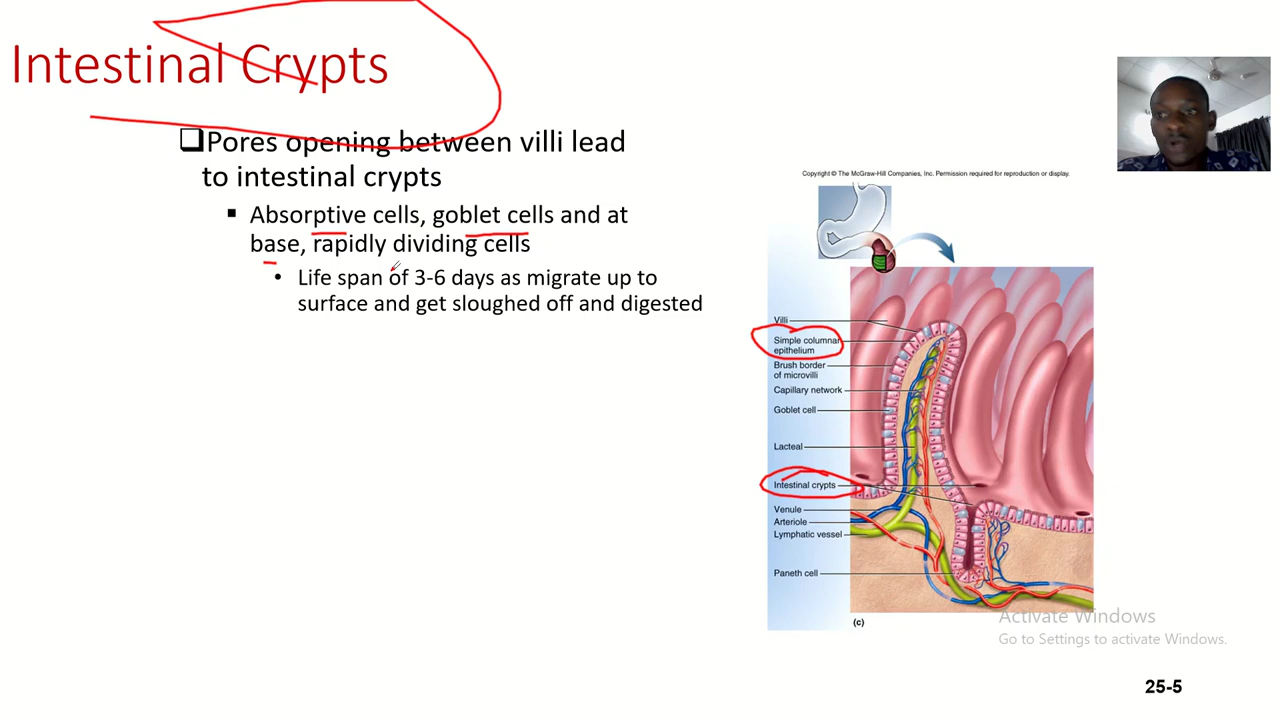 Intestinal Crypts
❑Pores opening between villi lead
to intestinal crypts
▪ Absorptive cells, goblet cells and at
base, rapidly dividing cells
• Life span of 3-6 days as migrate up to
surface and get sloughed off and digested
Copyright © The McGraw-Hill Companies, Inc. Permission required for reproduction or display.
Villi
Simple columnar
epithelium
Brush border
of microvilli
Capillary network
Goblet cell
Lacteal
Intestinal crypts
Venule
Arteriole
Lymphatic vessel
Paneth cell
(c)
Activate Windows
Go to Settings to activate Windows.
25-5